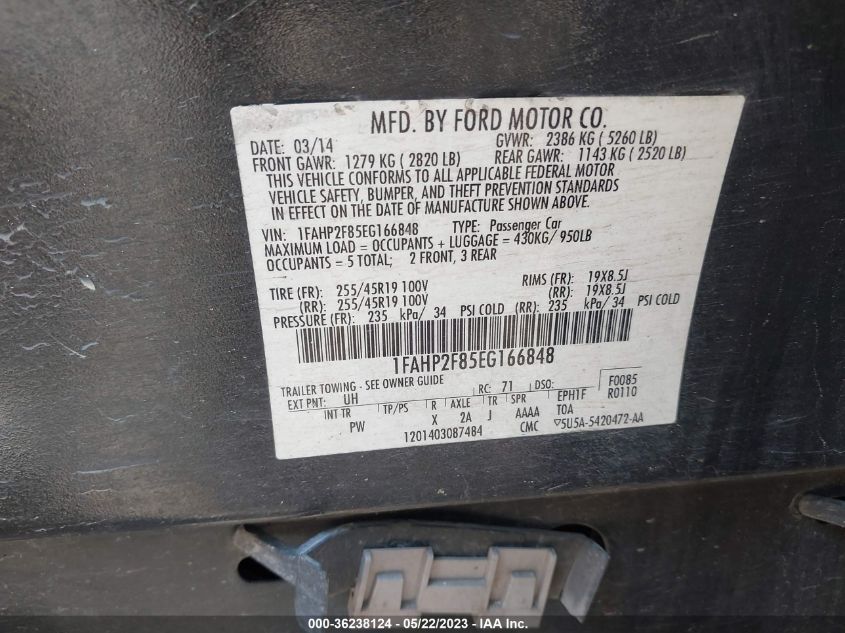 MFD. BY FORD MOTOR CO.
DATE: 03/14 GVWR: 2386 KG ( 5260 LB)
FRONT GAWR: 1279 KG ( 2820 LB) REAR GAWR: 1143 KG ( 2520 LB)
THIS VEHICLE CONFORMS TO ALL APPLICABLE FEDERAL MOTOR
VEHICLE SAFETY, BUMPER, AND THEFT PREVENTION STANDARDS
IN EFFECT ON THE DATE OF MANUFACTURE SHOWN ABOVE.
VIN: 1FAHP2F85EG166848 TYPE: Passenger Car
MAXIMUM LOAD = OCCUPANTS + LUGGAGE = 430KG/ 950LB
OCCUPANTS = 5 TOTAL; 2 FRONT, 3 REAR
TIRE (FR): 255/45R19 100V RIMS (FR): 19X8.5J
(RR): 255/45R19 100V (RR): 19X8.5J
PRESSURE (FR): 235 kPa/ 34 PSI COLD (RR): 235 kPa/ 34 PSI COLD
1FAHP2F85EG166848
TRAILER TOWING - SEE OWNER GUIDE RC: 71 DSO: F0085
EXT PNT: UH EPH1F R0110
INT TR TP/PS R AXLE TR SPR TOA
PW X 2A J AAAA ▽5U5A-5420472-AA
1201403087484 CMC
000-36238124 - 05/22/2023 - IAA Inc.